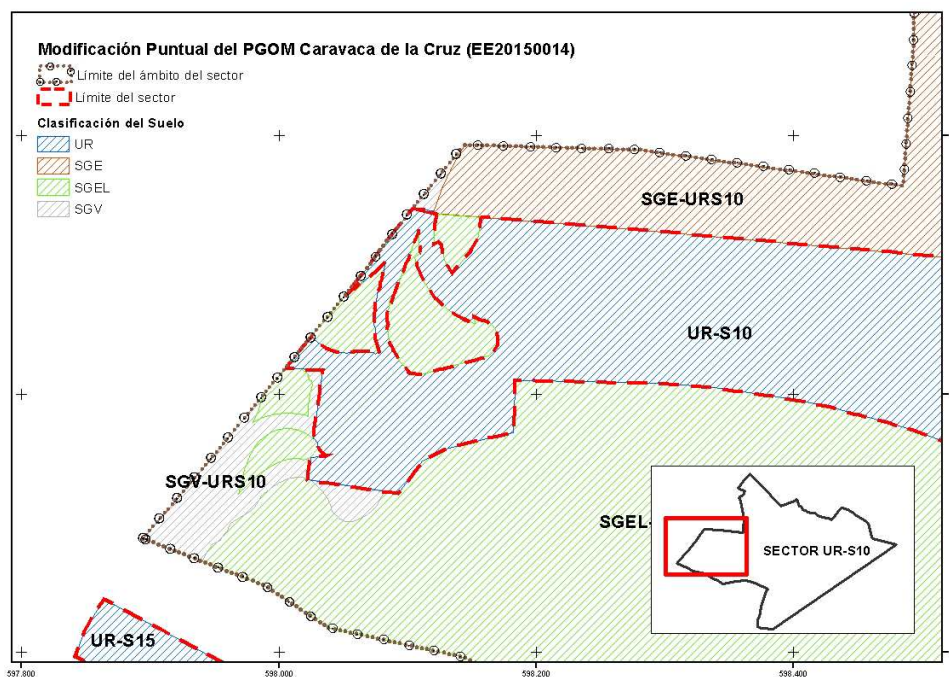 Modificación Puntual del PGOM Caravaca de la Cruz (EE20150014)
Límite del ámbito del sector
Límite del sector
Clasificación del Suelo
UR
SGE
SGEL
SGV
SGE-URS10
UR-S10
SGV-URS10
SGEL-
SECTOR UR-S10
UR-S15
597.800
598.000
598.200
598.400